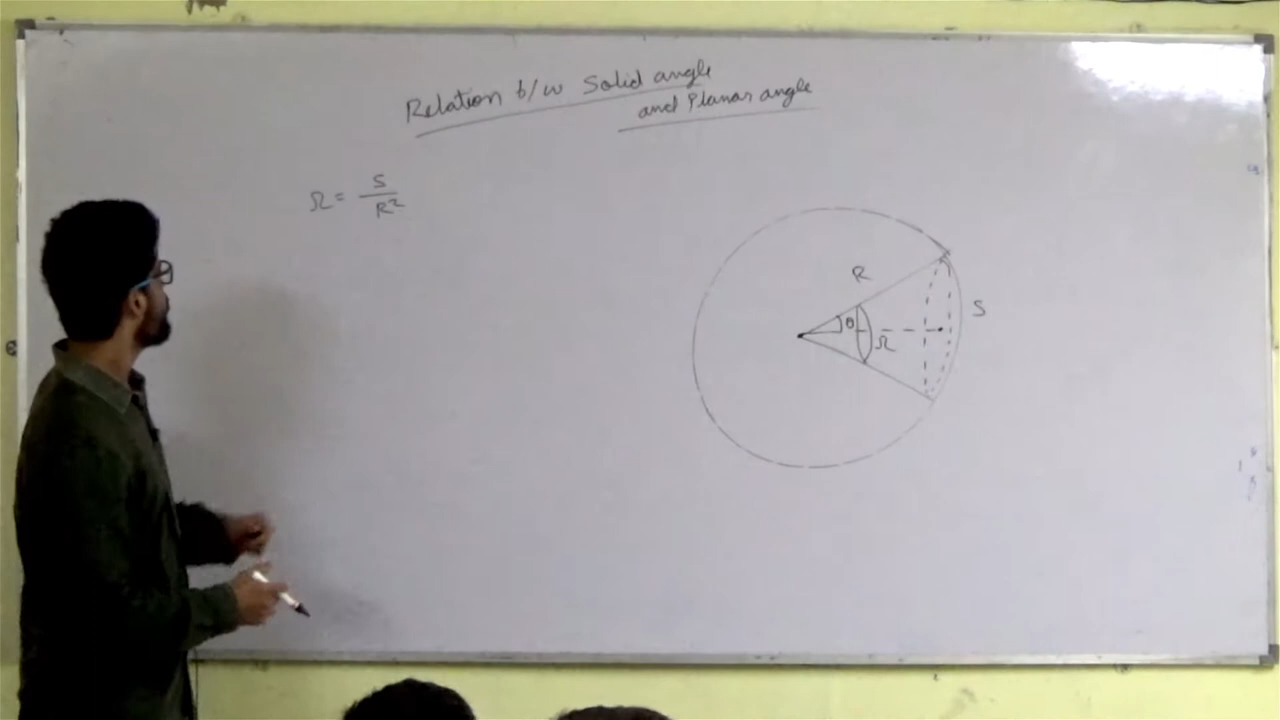 Relation b/w Solid angle
and Planar angle
Ω = S/R²
R
θ
Ω
S